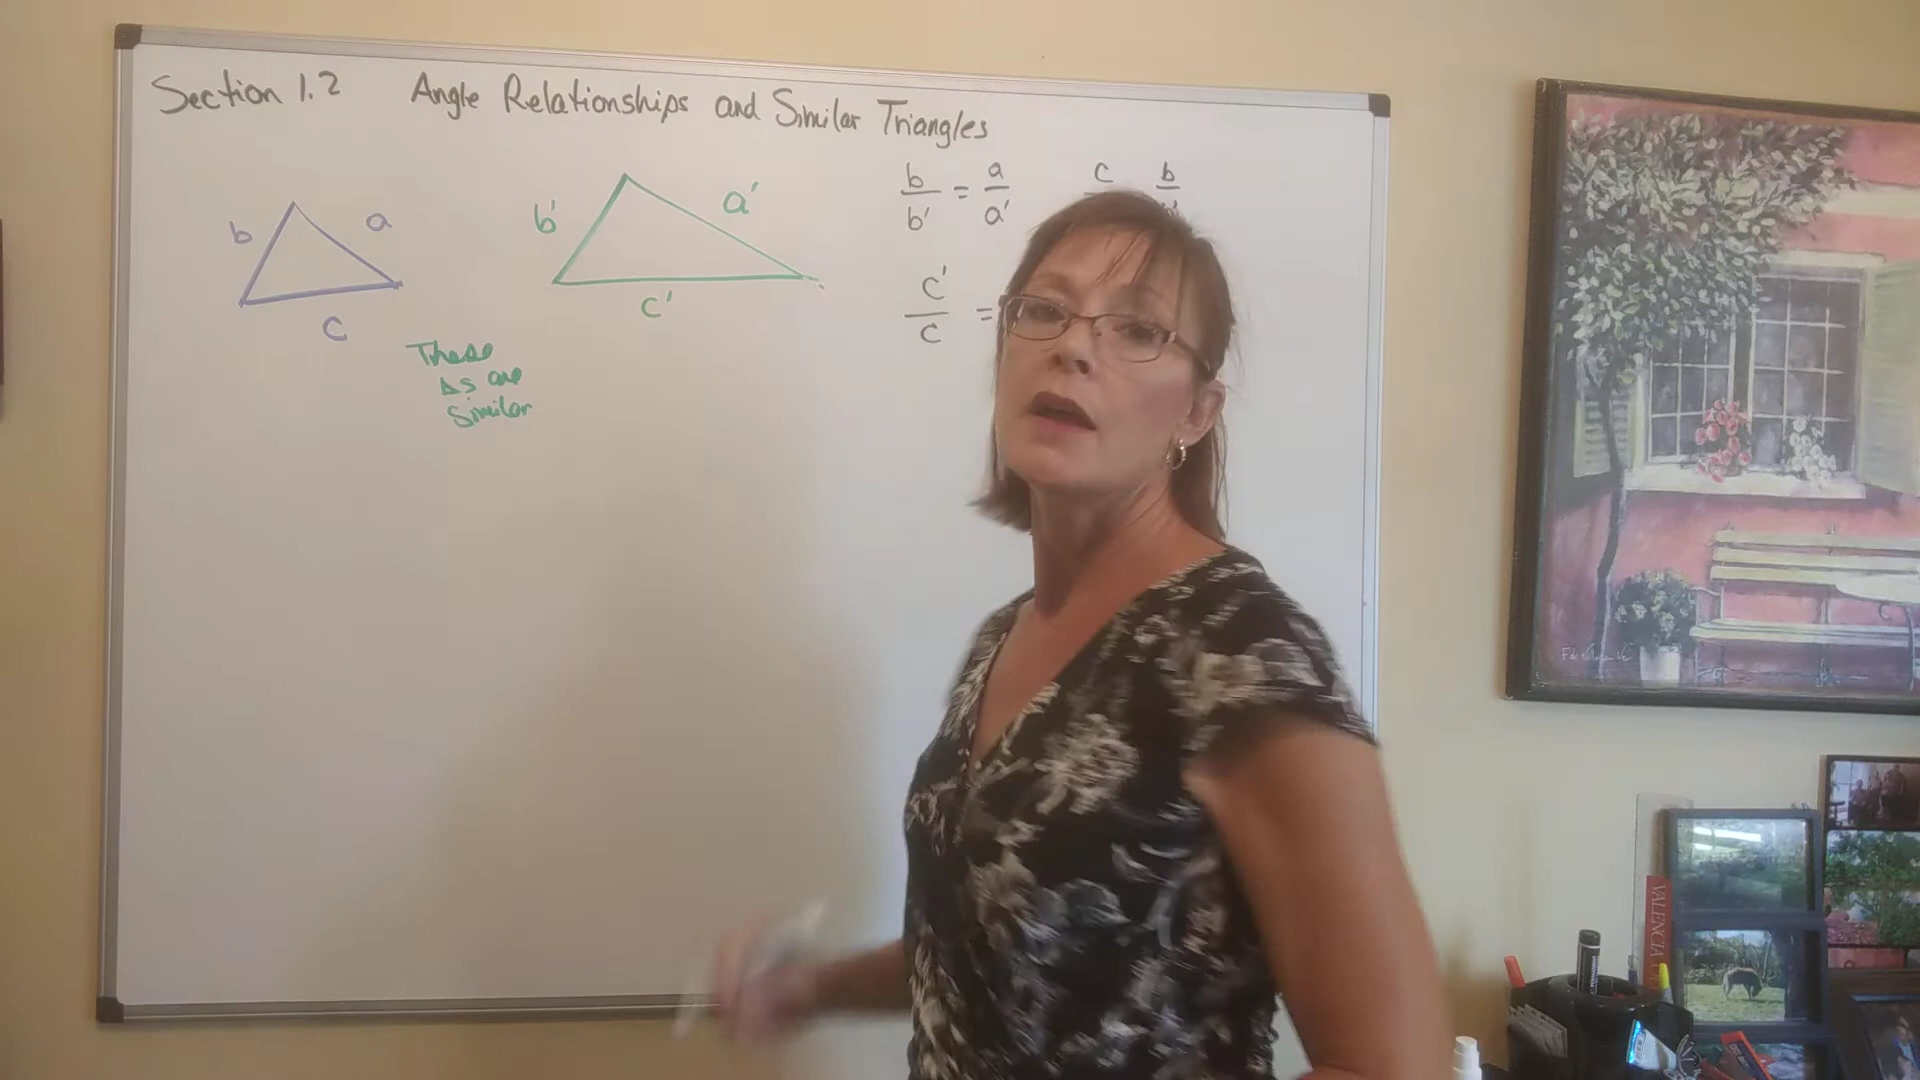 Section 1.2 Angle Relationships and Similar Triangles
b a c
b' a' c'
b/b' = a/a'
c b
c'/c =
These
Δs are
similar
VALENCIA